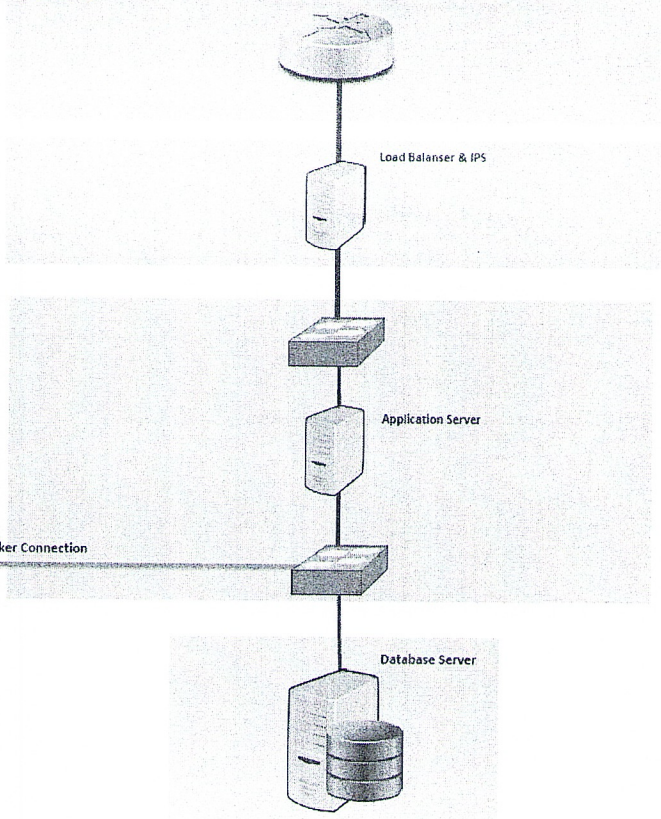 Load Balanser & IPS
Application Server
ker Connection
Database Server